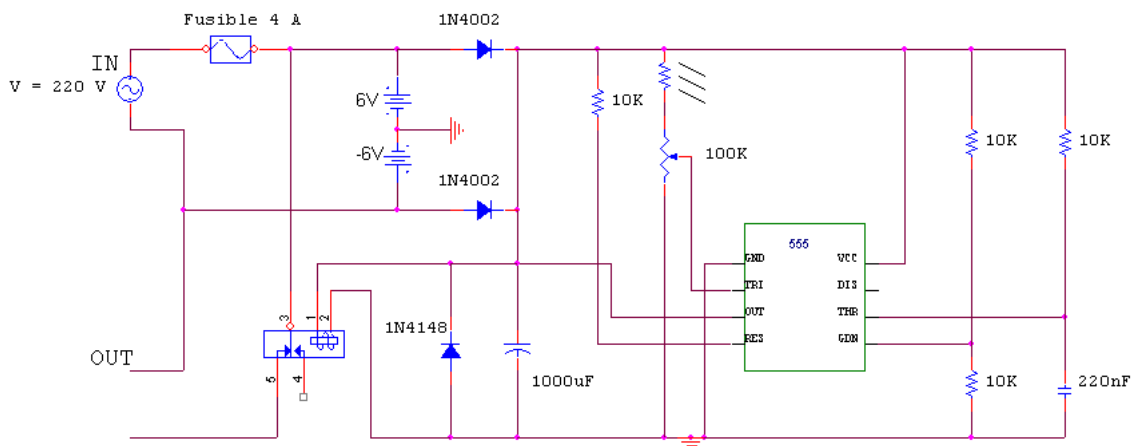 Fusible 4 A
1N4002
IN
V = 220 V
6V
10K
100K
10K
10K
-6V
1N4002
555
GND
VCC
TRI
DIS
OUT
THR
RES
GDN
3
1
2
1N4148
OUT
5
4
1000uF
10K
220nF